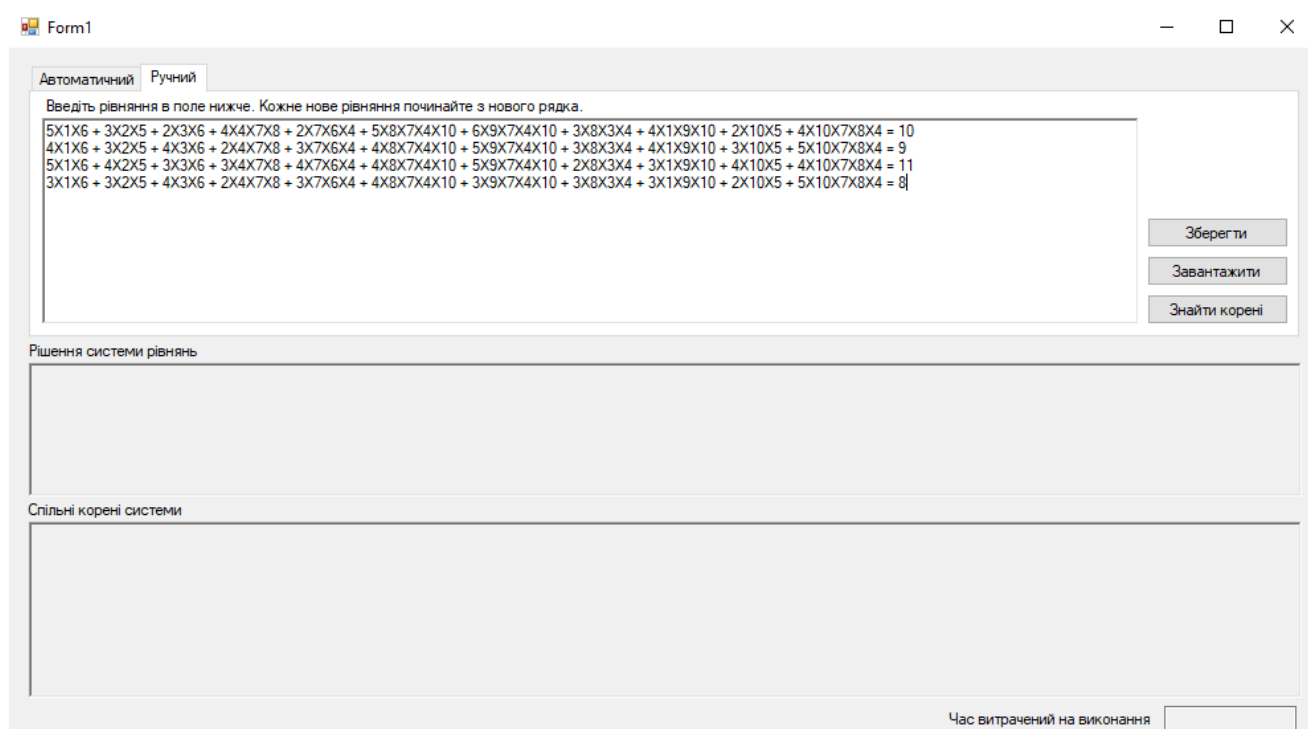 Form1
Автоматичний Ручний
Введіть рівняння в поле нижче. Кожне нове рівняння починайте з нового рядка.
5X1X6 + 3X2X5 + 2X3X6 + 4X4X7X8 + 2X7X6X4 + 5X8X7X4X10 + 6X9X7X4X10 + 3X8X3X4 + 4X1X9X10 + 2X10X5 + 4X10X7X8X4 = 10
4X1X6 + 3X2X5 + 4X3X6 + 2X4X7X8 + 3X7X6X4 + 4X8X7X4X10 + 5X9X7X4X10 + 3X8X3X4 + 4X1X9X10 + 3X10X5 + 5X10X7X8X4 = 9
5X1X6 + 4X2X5 + 3X3X6 + 3X4X7X8 + 4X7X6X4 + 4X8X7X4X10 + 5X9X7X4X10 + 2X8X3X4 + 3X1X9X10 + 4X10X5 + 4X10X7X8X4 = 11
3X1X6 + 3X2X5 + 4X3X6 + 2X4X7X8 + 3X7X6X4 + 4X8X7X4X10 + 3X9X7X4X10 + 3X8X3X4 + 3X1X9X10 + 2X10X5 + 5X10X7X8X4 = 8
Зберегти
Завантажити
Знайти корені
Рішення системи рівнянь
Спільні корені системи
Час витрачений на виконання